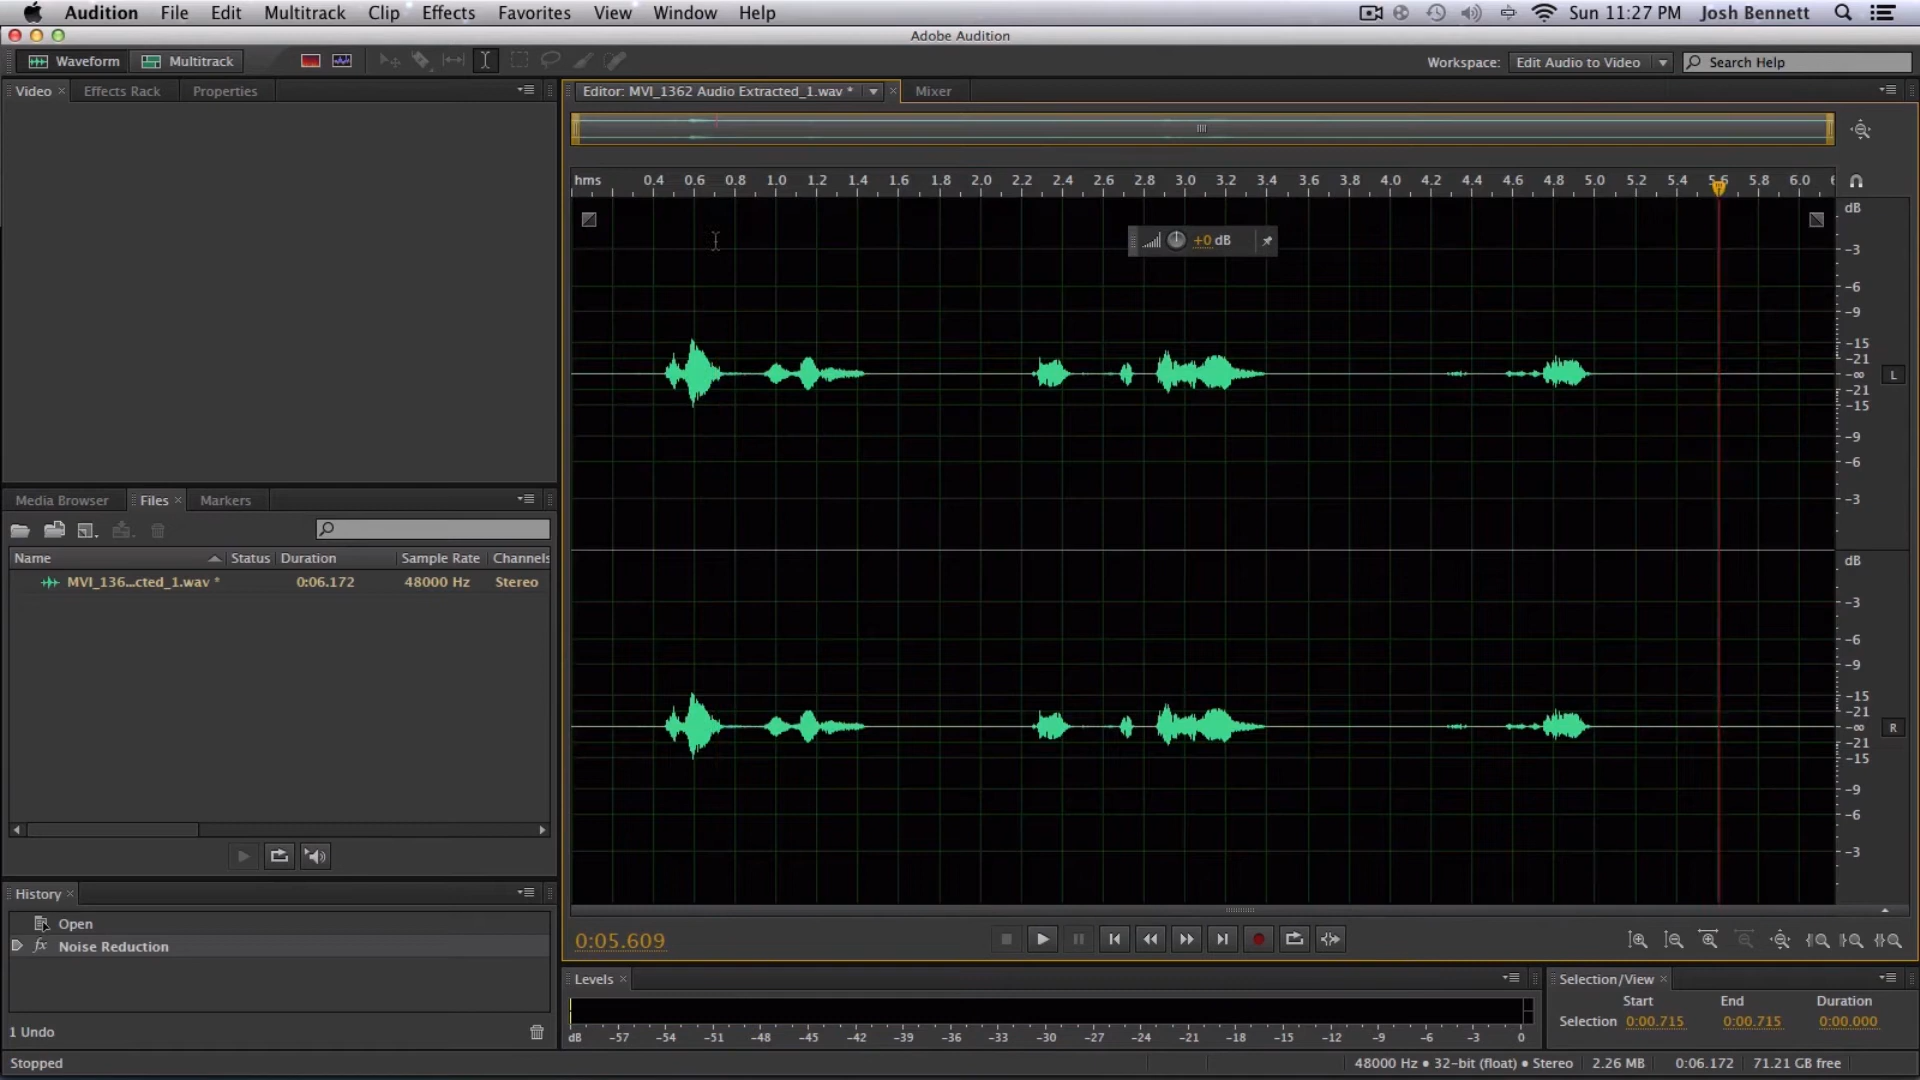 Audition File Edit Multitrack Clip Effects Favorites View Window Help Sun 11:27 PM Josh Bennett
Adobe Audition
Waveform Multitrack Workspace: Edit Audio to Video Search Help
Video Effects Rack Properties
Editor: MVI_1362 Audio Extracted_1.wav * Mixer
hms 0.4 0.6 0.8 1.0 1.2 1.4 1.6 1.8 2.0 2.2 2.4 2.6 2.8 3.0 3.2 3.4 3.6 3.8 4.0 4.2 4.4 4.6 4.8 5.0 5.2 5.4 5.6 5.8 6.0
dB
+0 dB
-3
-6
-9
-15
-21
-∞ L
-21
-15
-9
-6
-3
dB
-3
-6
-9
-15
-21
-∞ R
-21
-15
-9
-6
-3
Media Browser Files Markers
Name Status Duration Sample Rate Channels
MVI_136...cted_1.wav * 0:06.172 48000 Hz Stereo
History
Open
fx Noise Reduction
1 Undo
0:05.609
Levels
dB -57 -54 -51 -48 -45 -42 -39 -36 -33 -30 -27 -24 -21 -18 -15 -12 -9 -6 -3 0
Selection/View
Start End Duration
Selection 0:00.715 0:00.715 0:00.000
Stopped 48000 Hz • 32-bit (float) • Stereo 2.26 MB 0:06.172 71.21 GB free